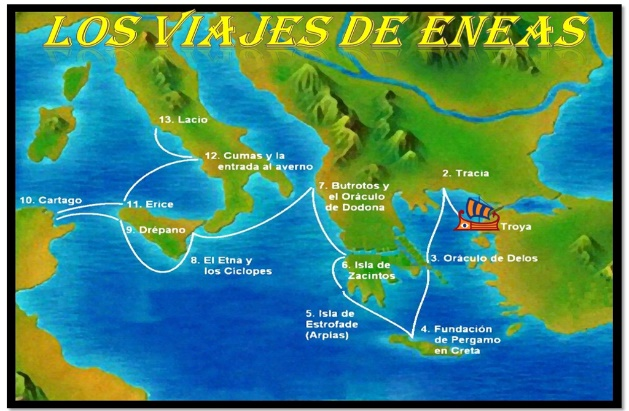 LOS VIAJES DE ENEAS
13. Lacio
12. Cumas y la
entrada al averno
2. Tracia
7. Butrotos y
el Oráculo
de Dodona
10. Cartago
11. Erice
Troya
9. Drépano
8. El Etna y
los Ciclopes
6. Isla de
Zacintos
3. Oráculo de Delos
5. Isla de
Estrofade
(Arpias)
4. Fundación
de Pergamo
en Creta